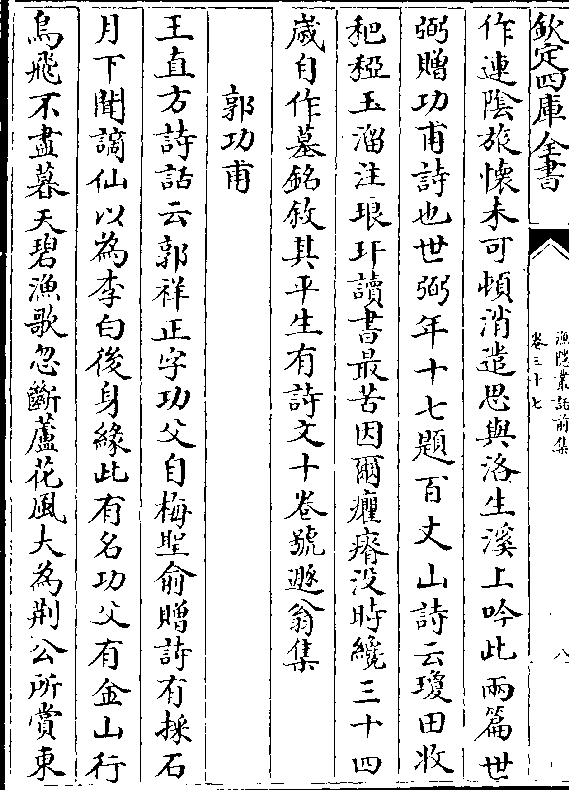 欽定四庫全書
漁隠叢話前集
卷三十七
八
作連陰旅懷未可頓消遣思與洛生溪上吟此兩篇世
弼贈功甫詩也世弼年十七題百丈山詩云瓊田收
䄻稏玉溜注琅玕讀書最苦因爾癯瘠没時纔三十四
歲自作墓銘敘其平生有詩文十卷號遯翁集
郭功甫
王直方詩話云郭祥正字功父自梅聖俞贈詩有採石
月下聞謫仙以為李白後身緣此有名功父有金山行
鳥飛不盡暮天碧漁歌忽斷蘆花風大為荆公所賞東